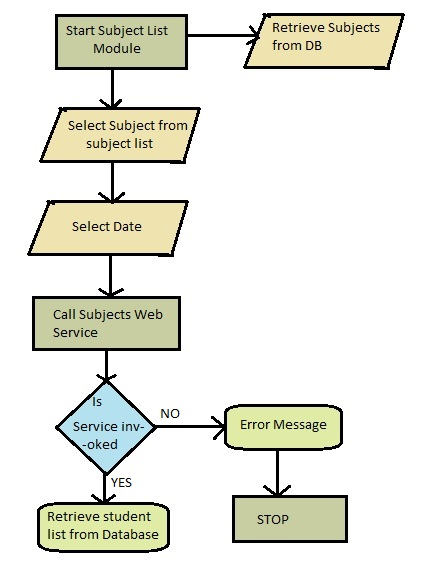 Start Subject List
Module
Retrieve Subjects
from DB
Select Subject from
subject list
Select Date
Call Subjects Web
Service
Is
Service inv-
-oked
NO
Error Message
YES
Retrieve student
list from Database
STOP